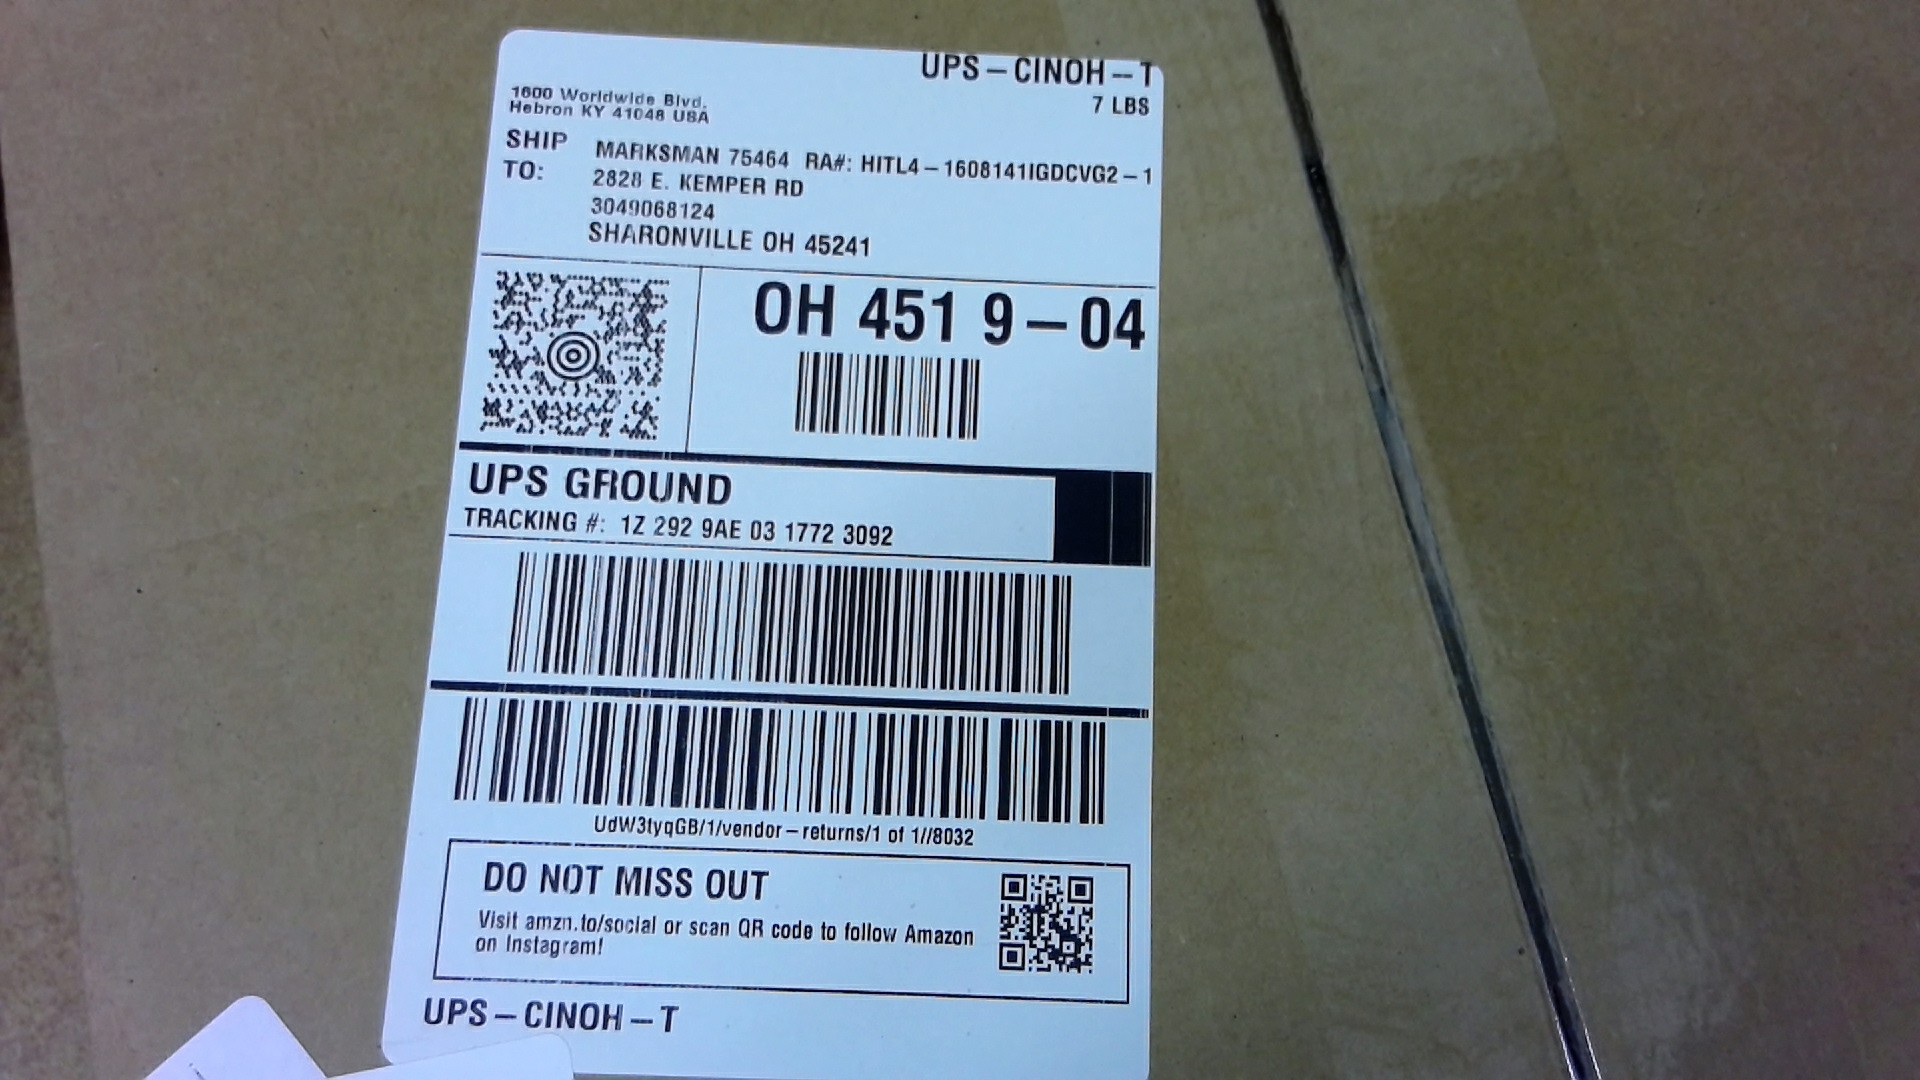 UPS – CINOH – T
7 LBS
1600 Worldwide Blvd.
Hebron KY 41048 USA
SHIP TO:
MARKSMAN 75464 RA#: HITL4 – 1608141IGDCVG2 – 1
2828 E. KEMPER RD
3049068124
SHARONVILLE OH 45241
OH 451 9 – 04
UPS GROUND
TRACKING #: 1Z 292 9AE 03 1772 3092
UdW3tyqGB/1/vendor – returns/1 of 1//8032
DO NOT MISS OUT
Visit amzn.to/social or scan QR code to follow Amazon
on Instagram!
UPS – CINOH – T